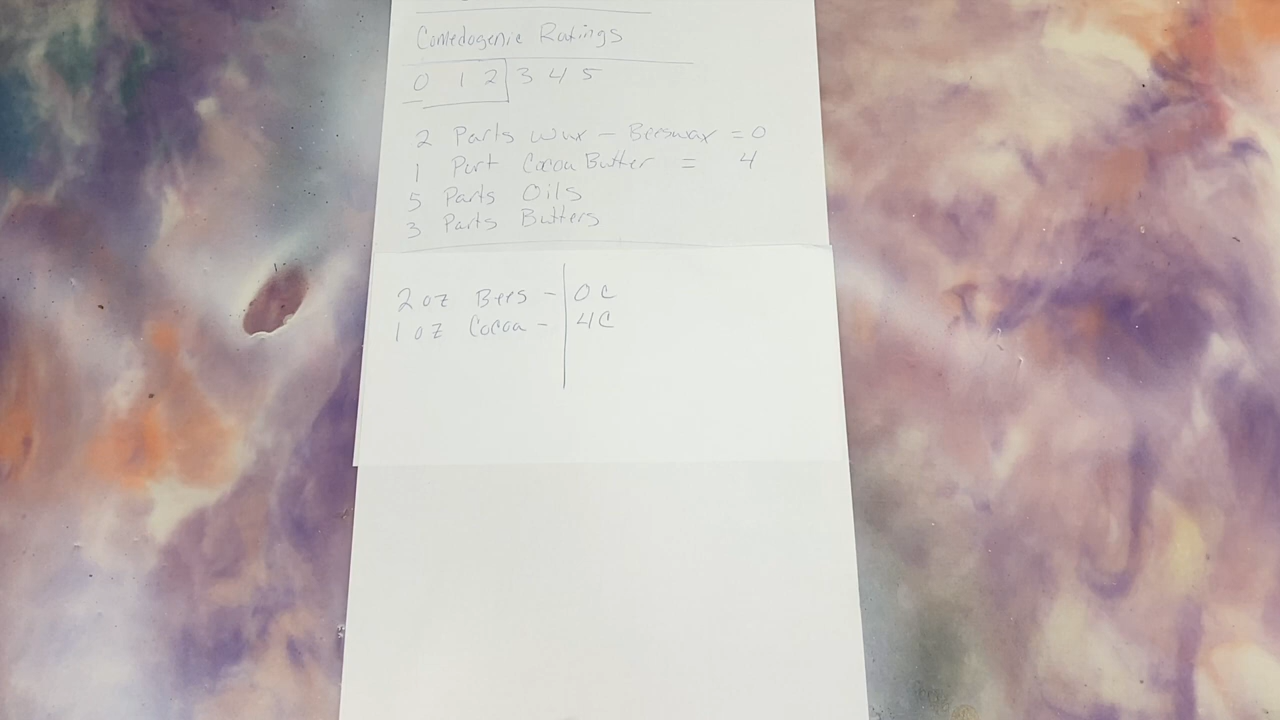 Comedogenic Ratings
0 1 2 3 4 5
2 Parts wax - Beeswax = 0
1 Part Cocoa Butter = 4
5 Parts Oils
3 Parts Butters
2 oz Bees - 0 C
1 oz Cocoa - 4C